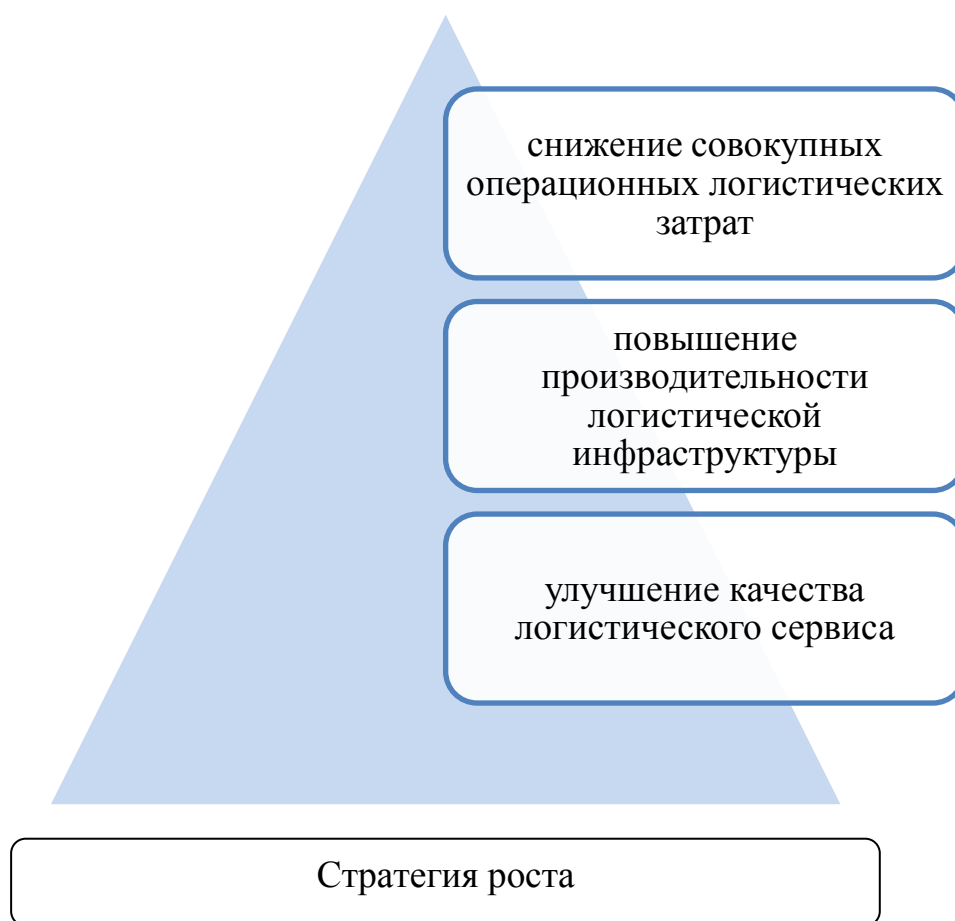 снижение совокупных
операционных логистических
затрат
повышение
производительности
логистической
инфраструктуры
улучшение качества
логистического сервиса
Стратегия роста